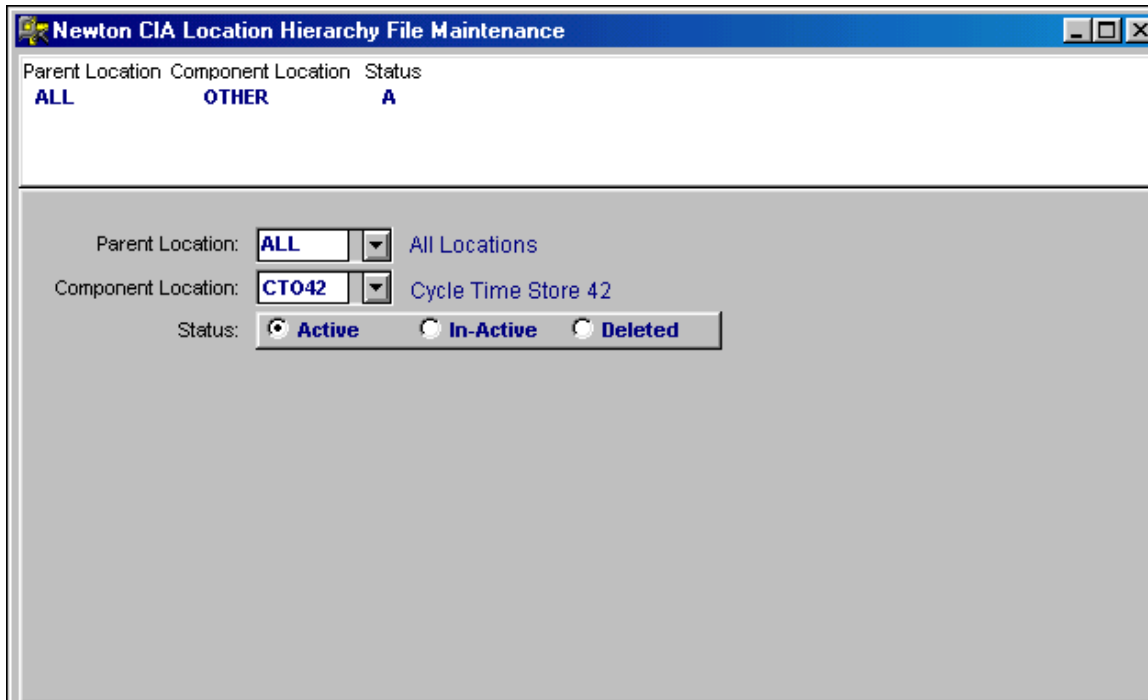 Newton CIA Location Hierarchy File Maintenance
Parent Location Component Location Status
ALL OTHER A
Parent Location: ALL All Locations
Component Location: CTO42 Cycle Time Store 42
Status: Active In-Active Deleted